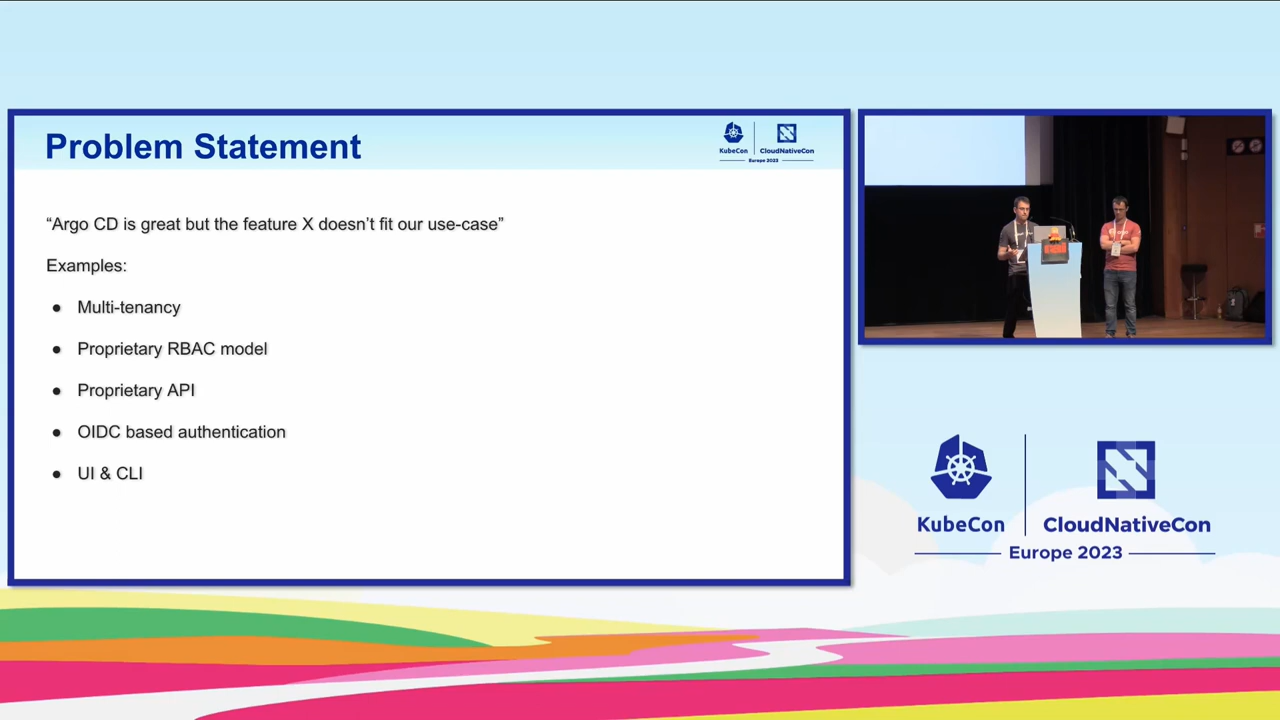 Problem Statement
KubeCon
CloudNativeCon
Europe 2023
“Argo CD is great but the feature X doesn’t fit our use-case”
Examples:
● Multi-tenancy
● Proprietary RBAC model
● Proprietary API
● OIDC based authentication
● UI & CLI
KubeCon
CloudNativeCon
Europe 2023